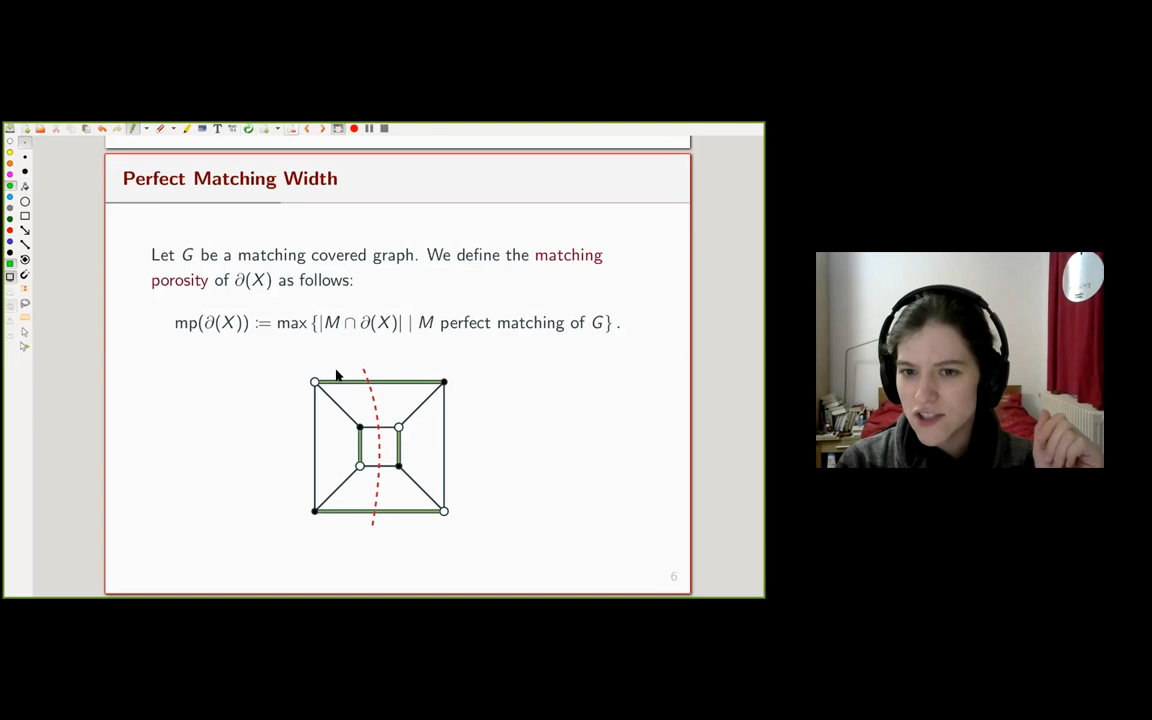 Perfect Matching Width
Let G be a matching covered graph. We define the matching
porosity of ∂(X) as follows:
mp(∂(X)) := max {|M ∩ ∂(X)| | M perfect matching of G} .
6